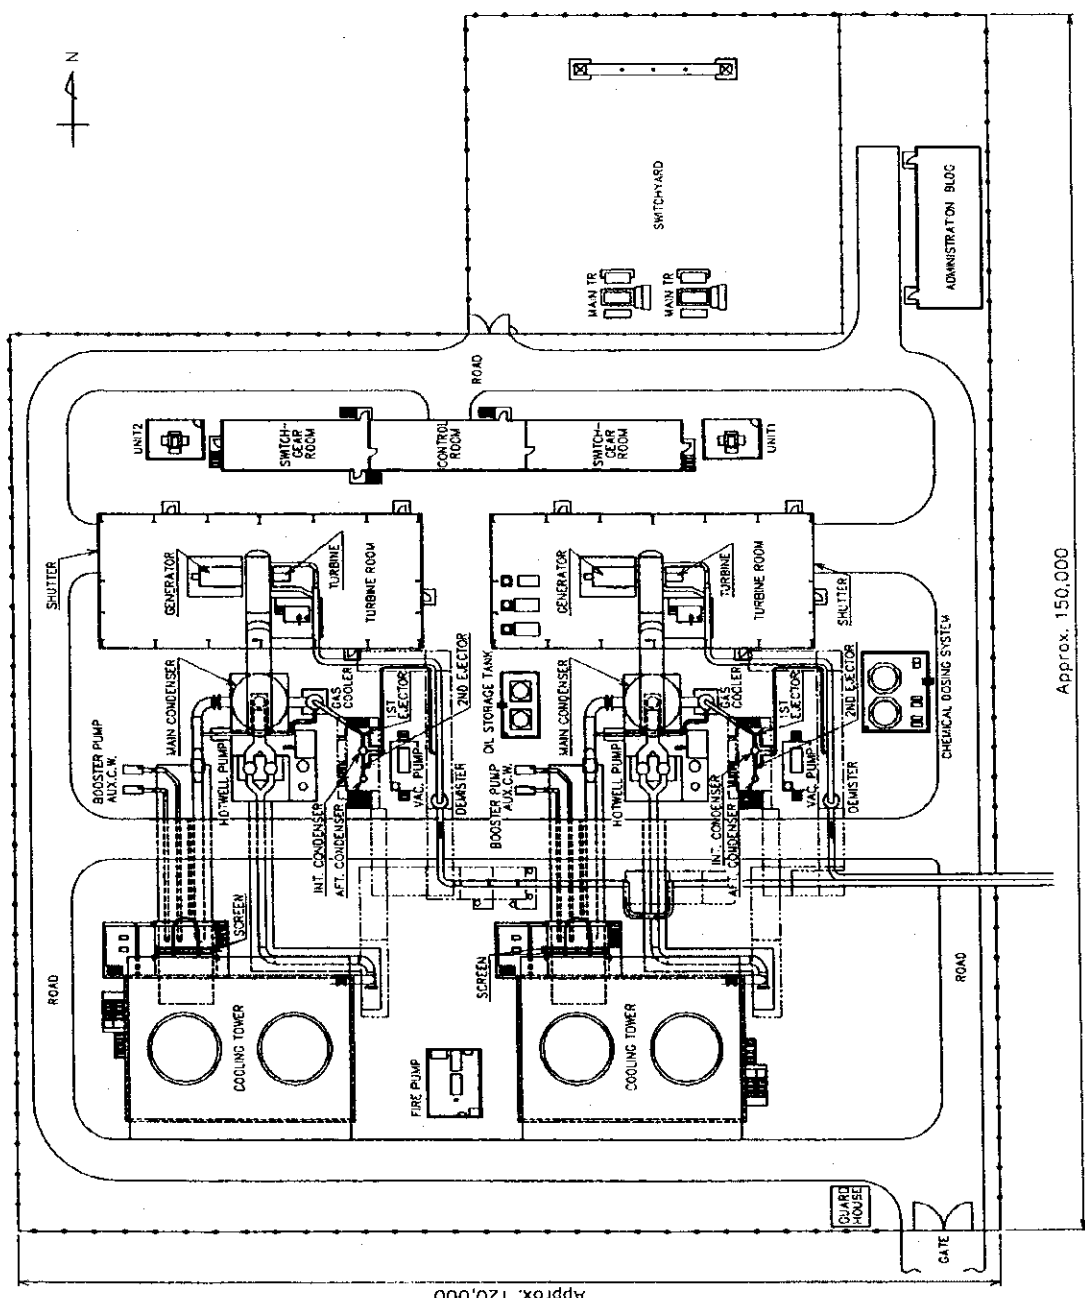 N
SWITCHYARD
MAIN TR
MAIN TR
ADMINISTRATION BLDG
ROAD
UNIT2
SWITCH-
GEAR
ROOM
CONTROL
ROOM
SWITCH-
GEAR
ROOM
UNIT1
SHUTTER
GENERATOR
TURBINE
TURBINE ROOM
GENERATOR
TURBINE
TURBINE ROOM
SHUTTER
MAIN CONDENSER
GAS
COOLER
1ST EJECTOR
2ND EJECTOR
OIL STORAGE TANK
MAIN CONDENSER
GAS
COOLER
1ST EJECTOR
2ND EJECTOR
CHEMICAL DOSING SYSTEM
BOOSTER PUMP
AUX.C.W.
HOTWELL PUMP
INT. CONDENSER
AFT. CONDENSER
VAC. PUMP
DEMISTER
BOOSTER PUMP
AUX.C.W.
HOTWELL PUMP
INT. CONDENSER
AFT. CONDENSER
VAC. PUMP
DEMISTER
SCREEN
SCREEN
ROAD
ROAD
COOLING TOWER
FIRE PUMP
COOLING TOWER
GUARD
HOUSE
GATE
Approx. 150,000
Approx. 120,000